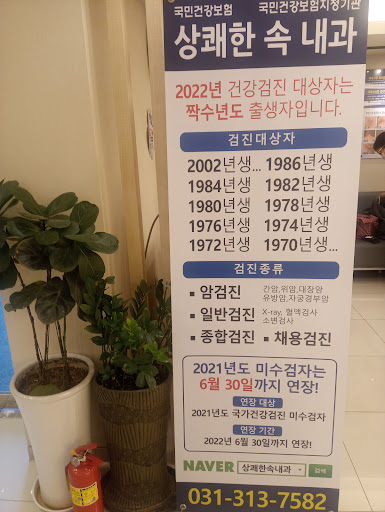 국민건강보험 국민건강보험지정기관
상쾌한 속 내과
2022년 건강검진 대상자는
짝수년도 출생자입니다.
검진대상자
2002년생... 1986년생
1984년생 1982년생
1980년생 1978년생
1976년생 1974년생
1972년생 1970년생...
검진종류
▪ 암검진 간암,위암,대장암
유방암,자궁경부암
▪ 일반검진 X-ray, 혈액검사
소변검사
▪ 종합검진 ▪ 채용검진
2021년도 미수검자는
6월 30일까지 연장!
연장 대상
2021년도 국가건강검진 미수검자
연장 기간
2022년 6월 30일까지 연장!
NAVER 상쾌한속내과 검색
031-313-7582